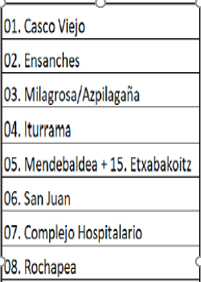 01. Casco Viejo
02. Ensanches
03. Milagrosa/Azpilagaña
04. Iturrama
05. Mendebaldea + 15. Etxabakoitz
06. San Juan
07. Complejo Hospitalario
08. Rochapea